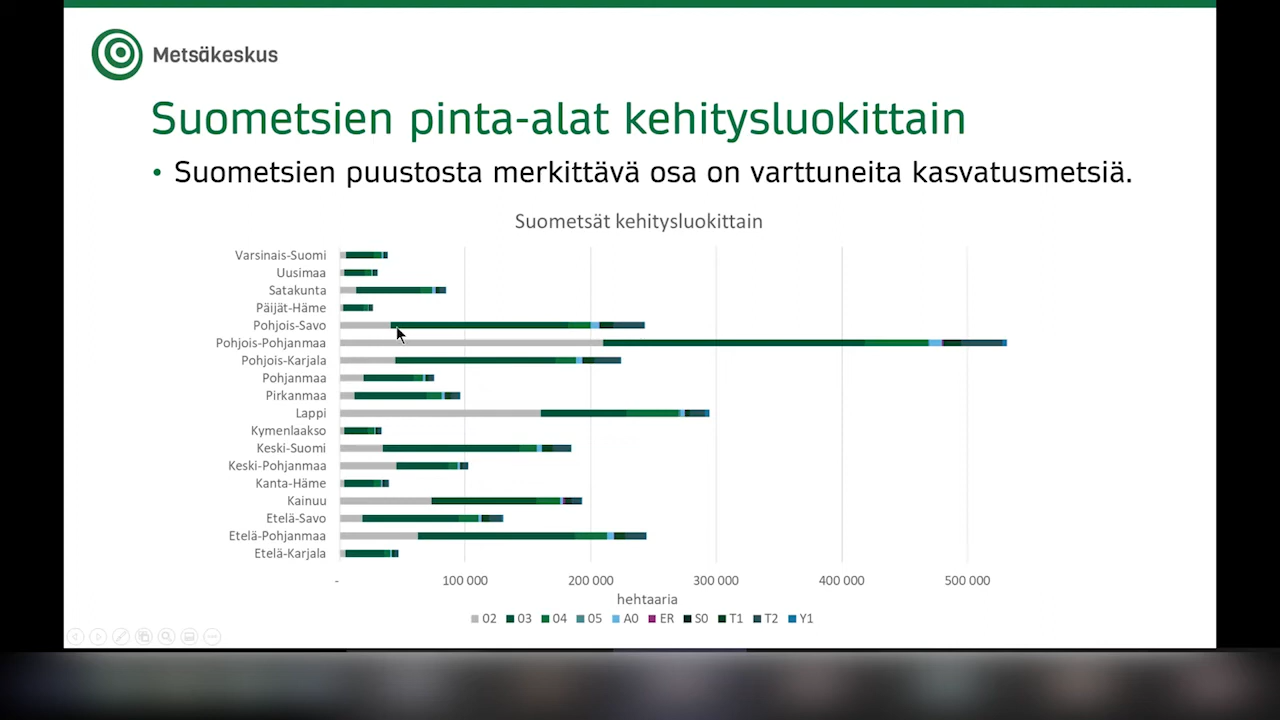 Metsäkeskus
Suometsien pinta-alat kehitysluokittain
• Suometsien puustosta merkittävä osa on varttuneita kasvatusmetsiä.
Suometsät kehitysluokittain
Varsinais-Suomi
Uusimaa
Satakunta
Päijät-Häme
Pohjois-Savo
Pohjois-Pohjanmaa
Pohjois-Karjala
Pohjanmaa
Pirkanmaa
Lappi
Kymenlaakso
Keski-Suomi
Keski-Pohjanmaa
Kanta-Häme
Kainuu
Etelä-Savo
Etelä-Pohjanmaa
Etelä-Karjala
- 100 000 200 000 300 000 400 000 500 000
hehtaaria
02 03 04 05 A0 ER S0 T1 T2 Y1